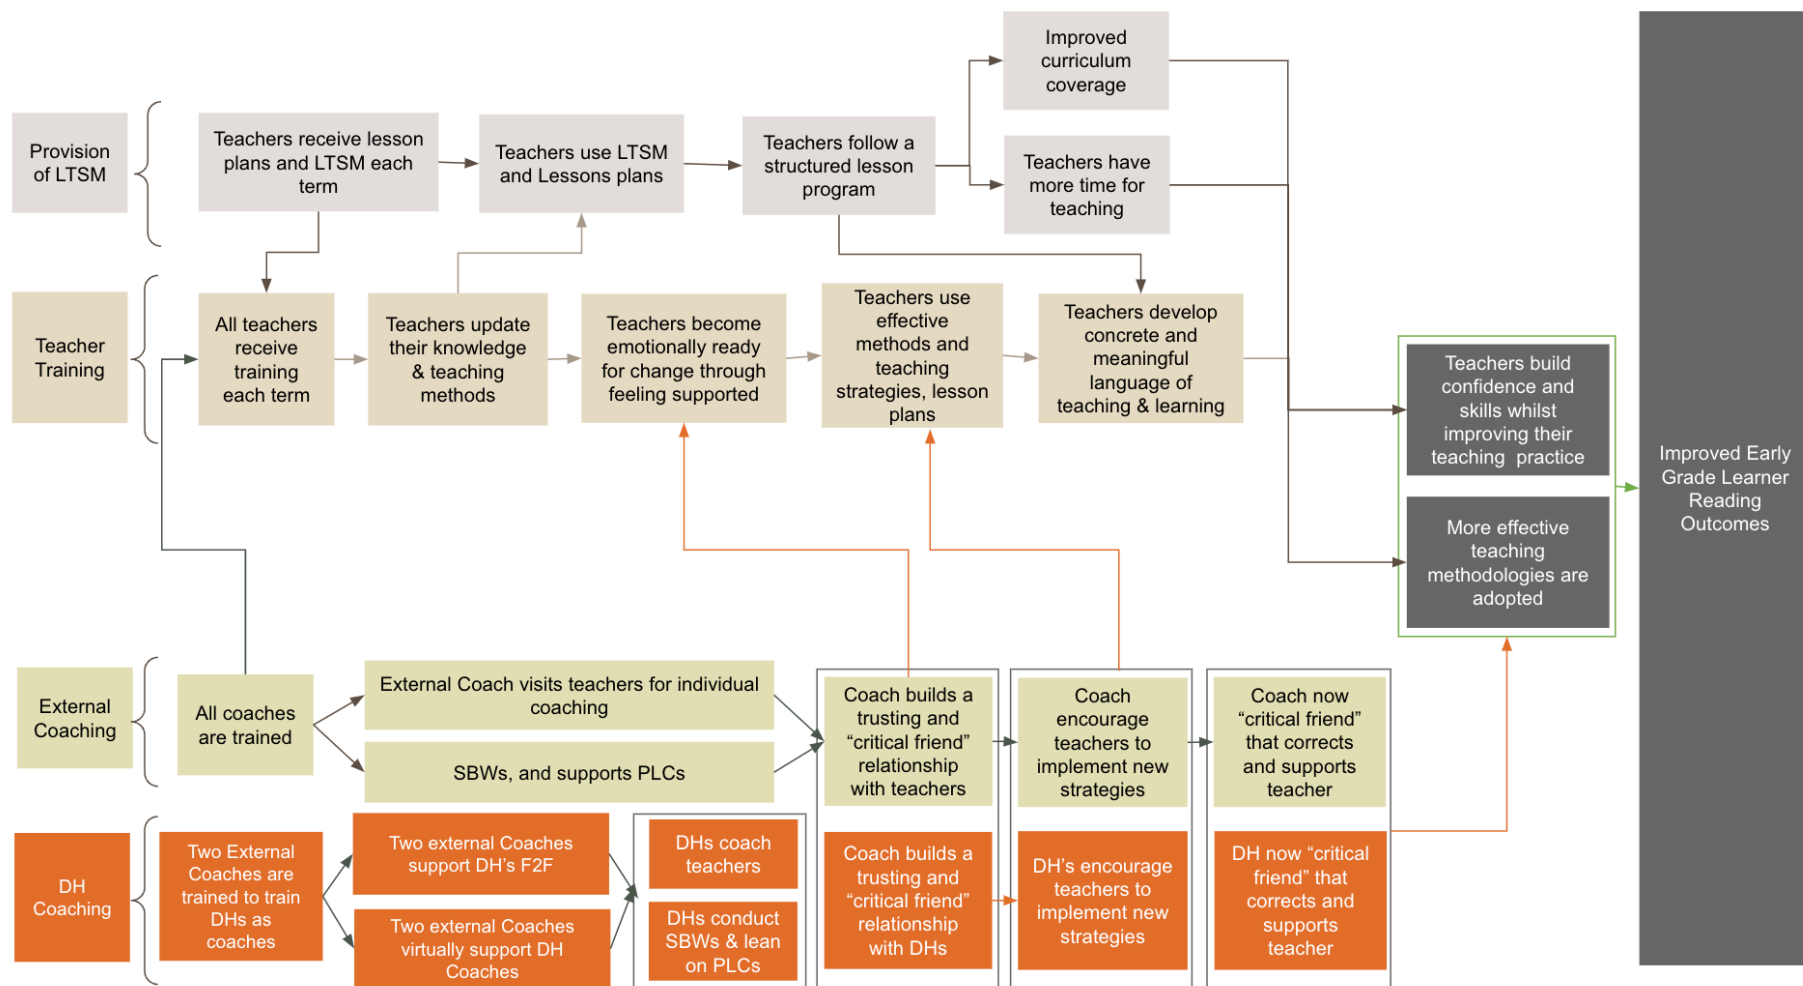 Provision
of LTSM
Teachers receive lesson
plans and LTSM each
term
Teachers use LTSM
and Lessons plans
Teachers follow a
structured lesson
program
Improved
curriculum
coverage
Teachers have
more time for
teaching
Teacher
Training
All teachers
receive
training
each term
Teachers update
their knowledge
& teaching
methods
Teachers become
emotionally ready
for change through
feeling supported
Teachers use
effective
methods and
teaching
strategies, lesson
plans
Teachers develop
concrete and
meaningful
language of
teaching & learning
Teachers build
confidence and
skills whilst
improving their
teaching practice
More effective
teaching
methodologies are
adopted
Improved Early
Grade Learner
Reading
Outcomes
External
Coaching
All coaches
are trained
External Coach visits teachers for individual
coaching
SBWs, and supports PLCs
Coach builds a
trusting and
“critical friend”
relationship
with teachers
Coach
encourage
teachers to
implement new
strategies
Coach now
“critical friend”
that corrects
and supports
teacher
DH
Coaching
Two External
Coaches are
trained to train
DHs as
coaches
Two external Coaches
support DH’s F2F
Two external Coaches
virtually support DH
Coaches
DHs coach
teachers
DHs conduct
SBWs & lean
on PLCs
Coach builds a
trusting and
“critical friend”
relationship
with DHs
DH’s encourage
teachers to
implement new
strategies
DH now “critical
friend” that
corrects and
supports
teacher